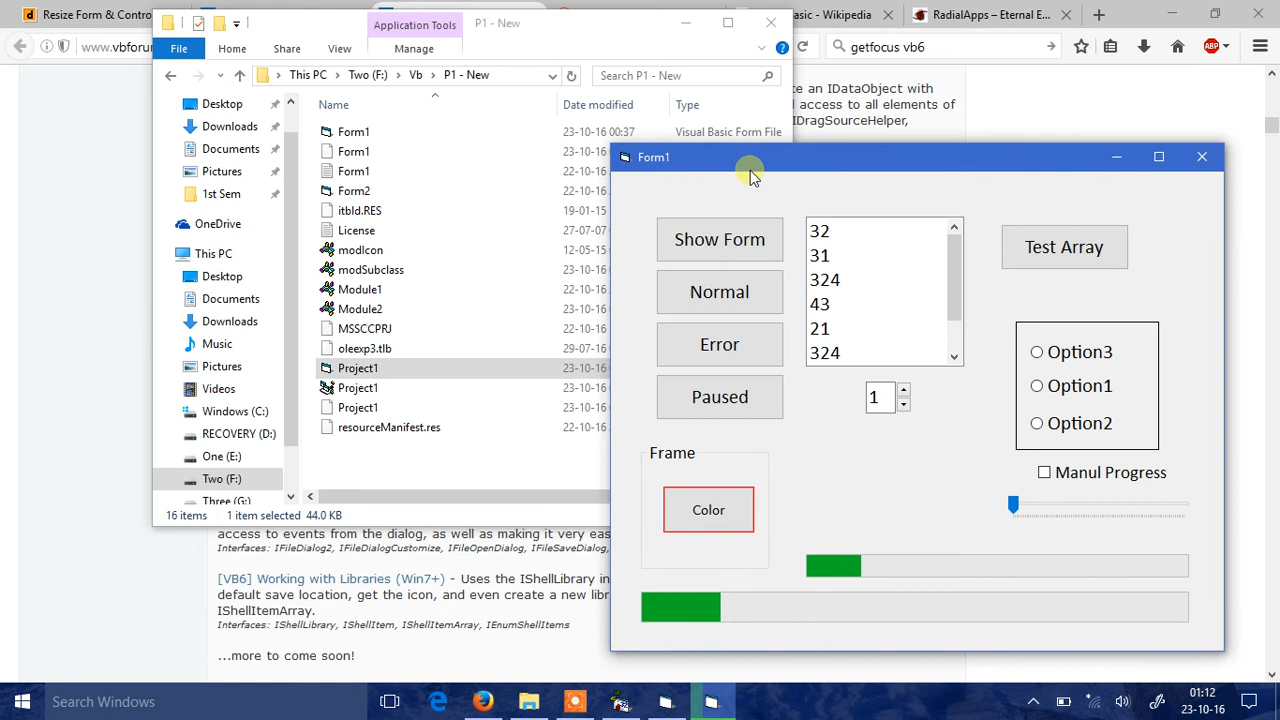 Resize Form & Contro
asic - Wikipedia
RadialApps — Eternal E
www.vbforun
getfocus vb6
ABP
Application Tools
P1 - New
File
Home
Share
View
Manage
This PC
Two (F:)
Vb
P1 - New
Search P1 - New
Name
Date modified
Type
Desktop
Downloads
Documents
Pictures
1st Sem
OneDrive
This PC
Desktop
Documents
Downloads
Music
Pictures
Videos
Windows (C:)
RECOVERY (D:)
One (E:)
Two (F:)
Three (G:)
Form1
23-10-16 00:37
Visual Basic Form File
Form1
23-10-1
Form1
22-10-1
Form2
22-10-1
itbld.RES
19-01-15
License
27-07-07
modIcon
12-05-15
modSubclass
23-10-16
Module1
23-10-16
Module2
23-10-16
MSSCCPRJ
22-10-16
oleexp3.tlb
29-07-16
Project1
23-10-16
Project1
23-10-16
Project1
23-10-16
resourceManifest.res
22-10-16
16 items
1 item selected 44.0 KB
te an IDataObject with
d access to all elements of
IDragSourceHelper,
Form1
Show Form
Normal
Error
Paused
32
31
324
43
21
324
1
Test Array
Option3
Option1
Option2
Manul Progress
Frame
Color
access to events from the dialog, as well as making it very eas
Interfaces: IFileDialog2, IFileDialogCustomize, IFileOpenDialog, IFileSaveDialog,
[VB6] Working with Libraries (Win7+) - Uses the IShellLibrary in
default save location, get the icon, and even create a new libr
IShellItemArray.
Interfaces: IShellLibrary, IShellItem, IShellItemArray, IEnumShellItems
...more to come soon!
Search Windows
01:12
23-10-16